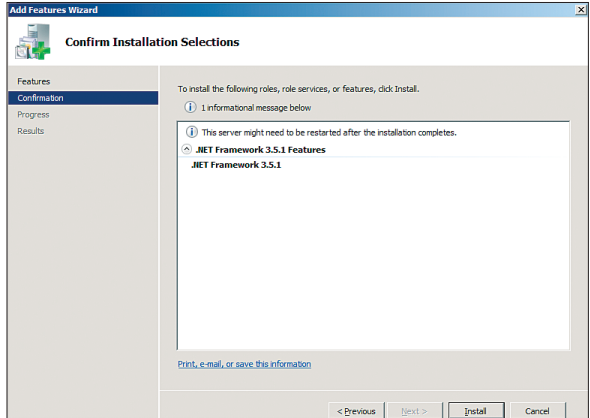 Add Features Wizard
Confirm Installation Selections
Features
Confirmation
Progress
Results
To install the following roles, role services, or features, click Install.
1 informational message below
This server might need to be restarted after the installation completes.
.NET Framework 3.5.1 Features
.NET Framework 3.5.1
Print, e-mail, or save this information
< Previous
Next >
Install
Cancel